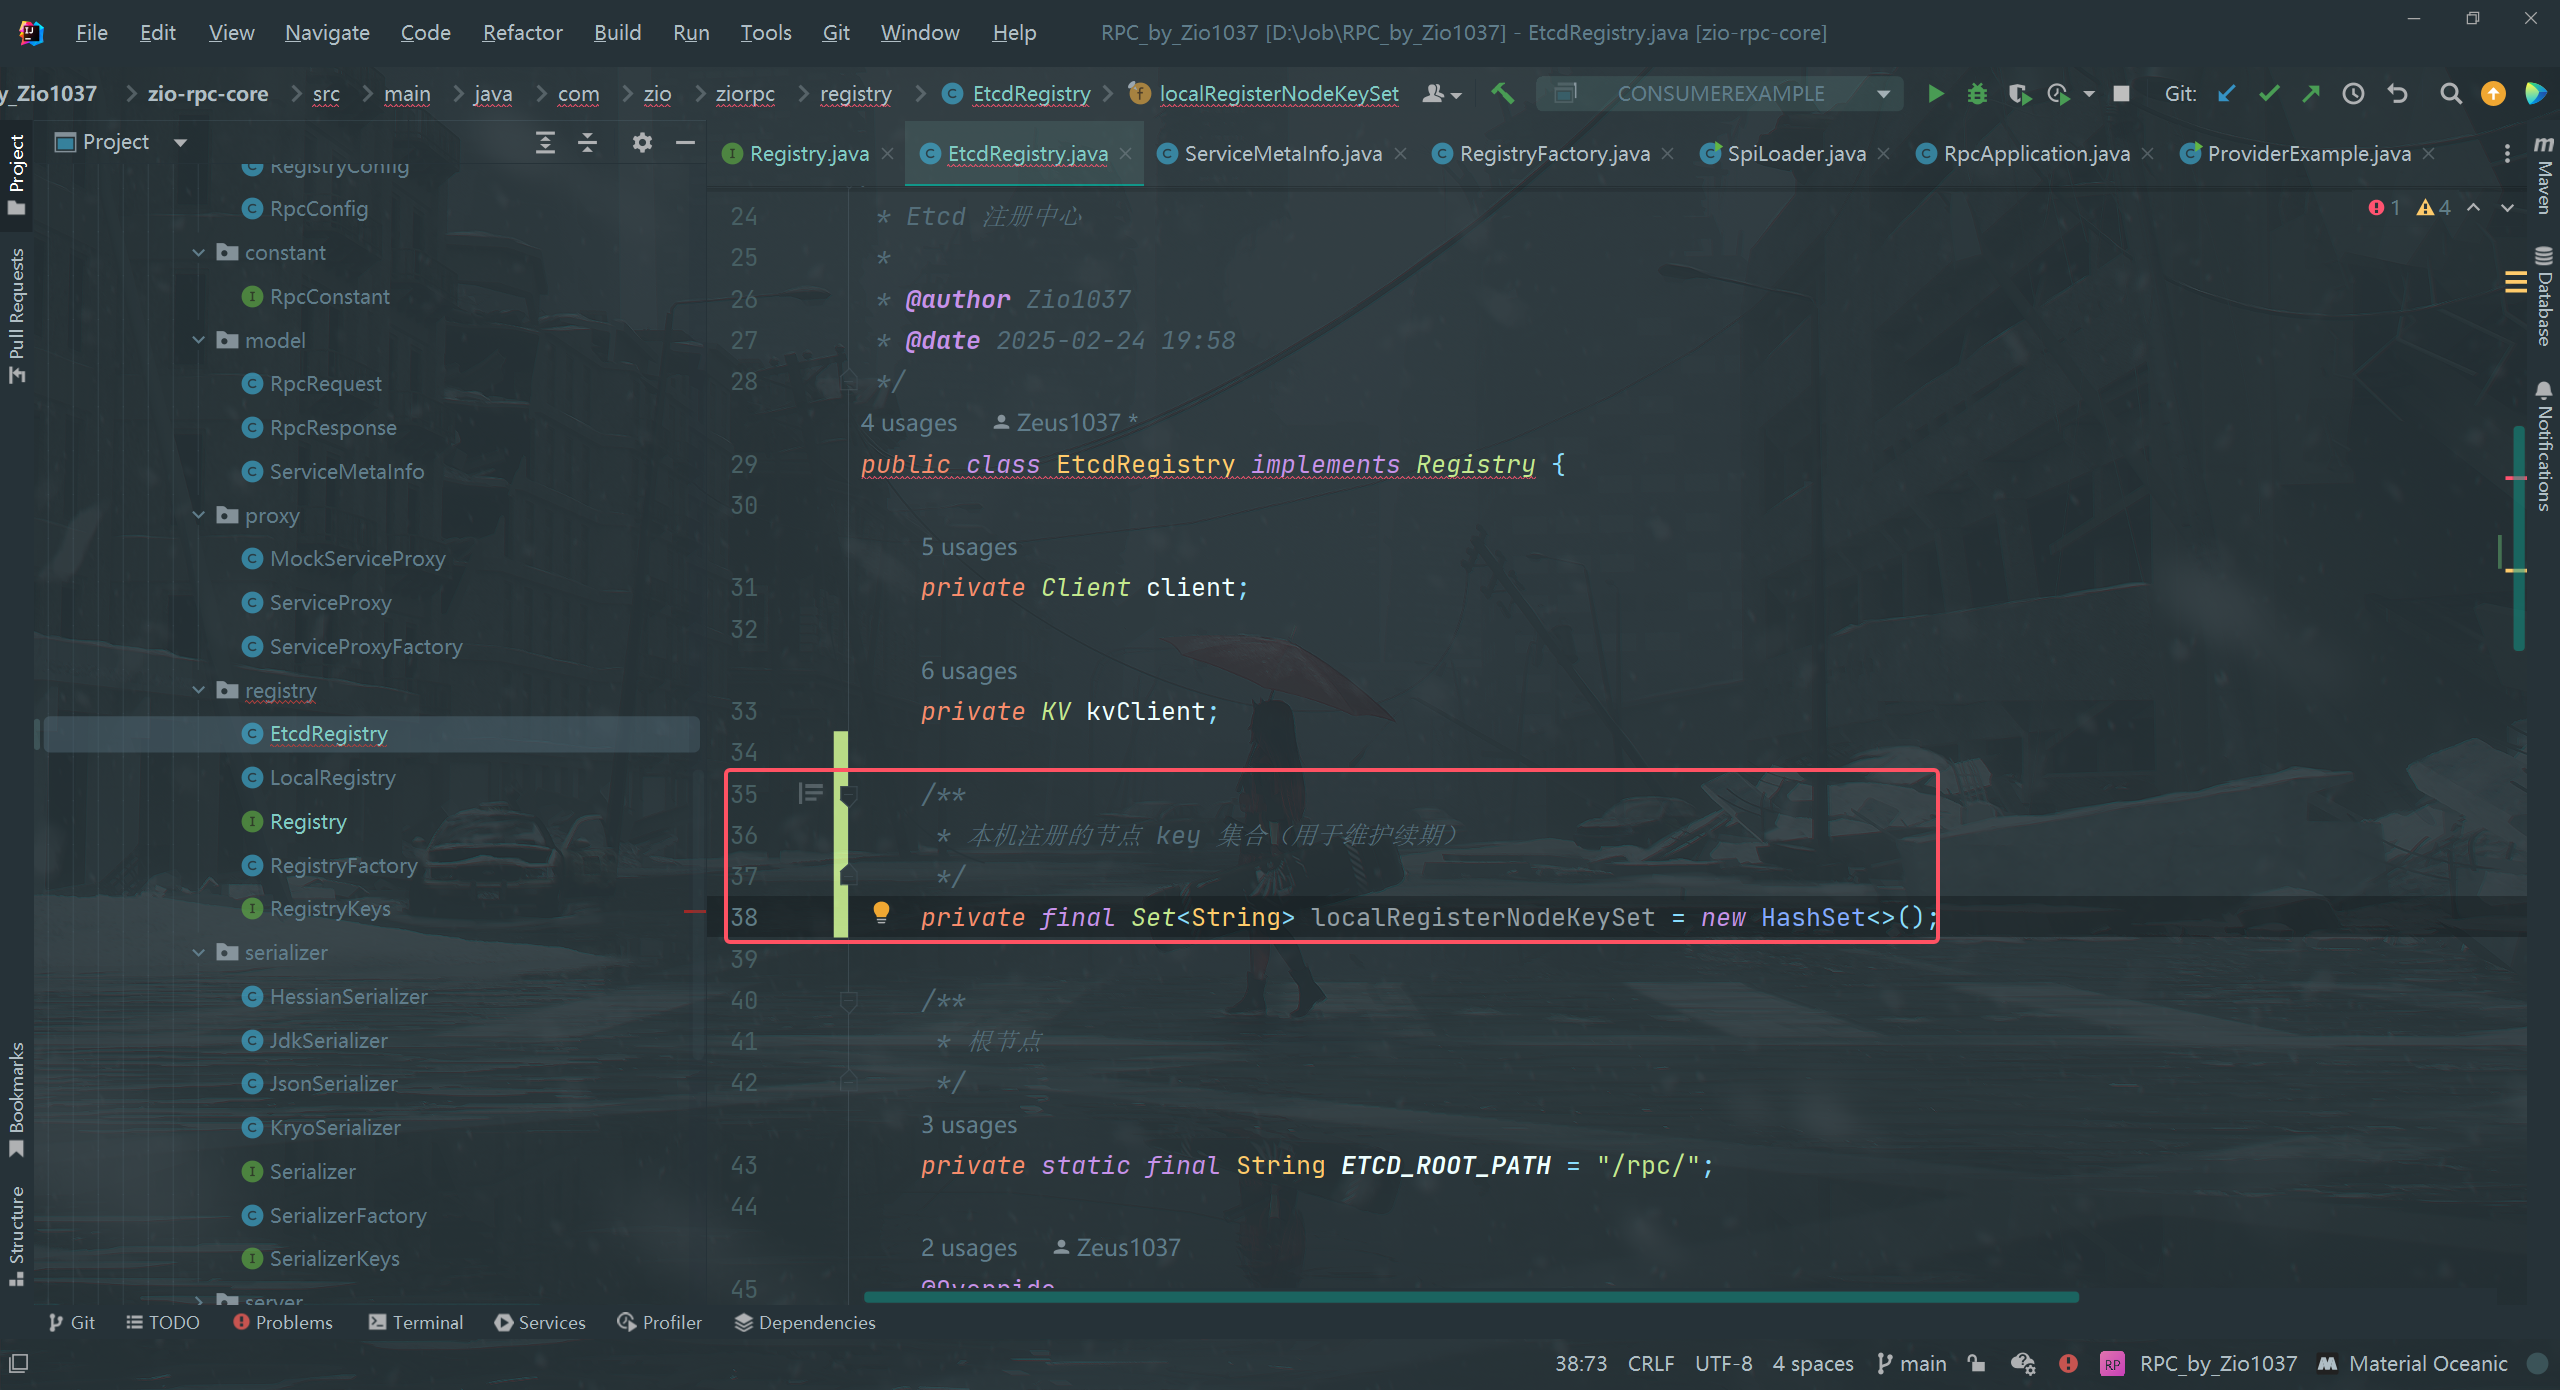 File Edit View Navigate Code Refactor Build Run Tools Git Window Help RPC_by_Zio1037 [D:\Job\RPC_by_Zio1037] - EtcdRegistry.java [zio-rpc-core]
y_Zio1037 zio-rpc-core src main java com zio ziorpc registry EtcdRegistry localRegisterNodeKeySet CONSUMEREXAMPLE Git:
Project
Registry.java EtcdRegistry.java ServiceMetaInfo.java RegistryFactory.java SpiLoader.java RpcApplication.java ProviderExample.java
Project
Pull Requests
Bookmarks
Structure
RegistryConfig
RpcConfig
constant
RpcConstant
model
RpcRequest
RpcResponse
ServiceMetaInfo
proxy
MockServiceProxy
ServiceProxy
ServiceProxyFactory
registry
EtcdRegistry
LocalRegistry
Registry
RegistryFactory
RegistryKeys
serializer
HessianSerializer
JdkSerializer
JsonSerializer
KryoSerializer
Serializer
SerializerFactory
SerializerKeys
server
1 4
24 * Etcd 注册中心
25 *
26 * @author Zio1037
27 * @date 2025-02-24 19:58
28 */
4 usages Zeus1037 *
29 public class EtcdRegistry implements Registry {
30
5 usages
31 private Client client;
32
6 usages
33 private KV kvClient;
34
35 /**
36 * 本机注册的节点 key 集合（用于维护续期）
37 */
38 private final Set<String> localRegisterNodeKeySet = new HashSet<>();
39
40 /**
41 * 根节点
42 */
3 usages
43 private static final String ETCD_ROOT_PATH = "/rpc/";
44
2 usages Zeus1037
45 @Override
Maven
Database
Notifications
Git TODO Problems Terminal Services Profiler Dependencies
38:73 CRLF UTF-8 4 spaces main RP RPC_by_Zio1037 Material Oceanic